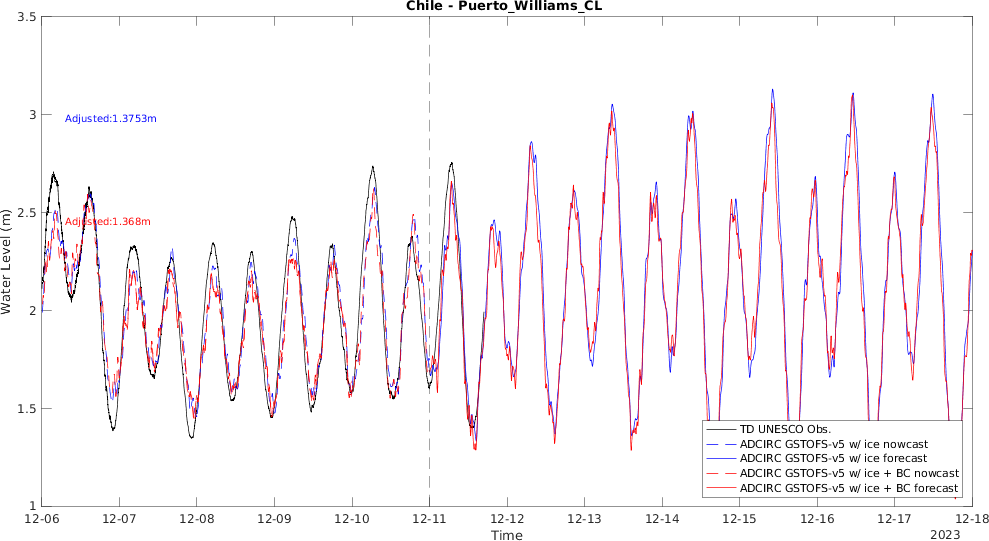 Chile - Puerto_Williams_CL
3.5
3
2.5
2
1.5
1
Water Level (m)
Adjusted:1.3753m
Adjusted:1.368m
TD UNESCO Obs.
ADCIRC GSTOFS-v5 w/ ice nowcast
ADCIRC GSTOFS-v5 w/ ice forecast
ADCIRC GSTOFS-v5 w/ ice + BC nowcast
ADCIRC GSTOFS-v5 w/ ice + BC forecast
12-06 12-07 12-08 12-09 12-10 12-11 12-12 12-13 12-14 12-15 12-16 12-17 12-18
Time
2023